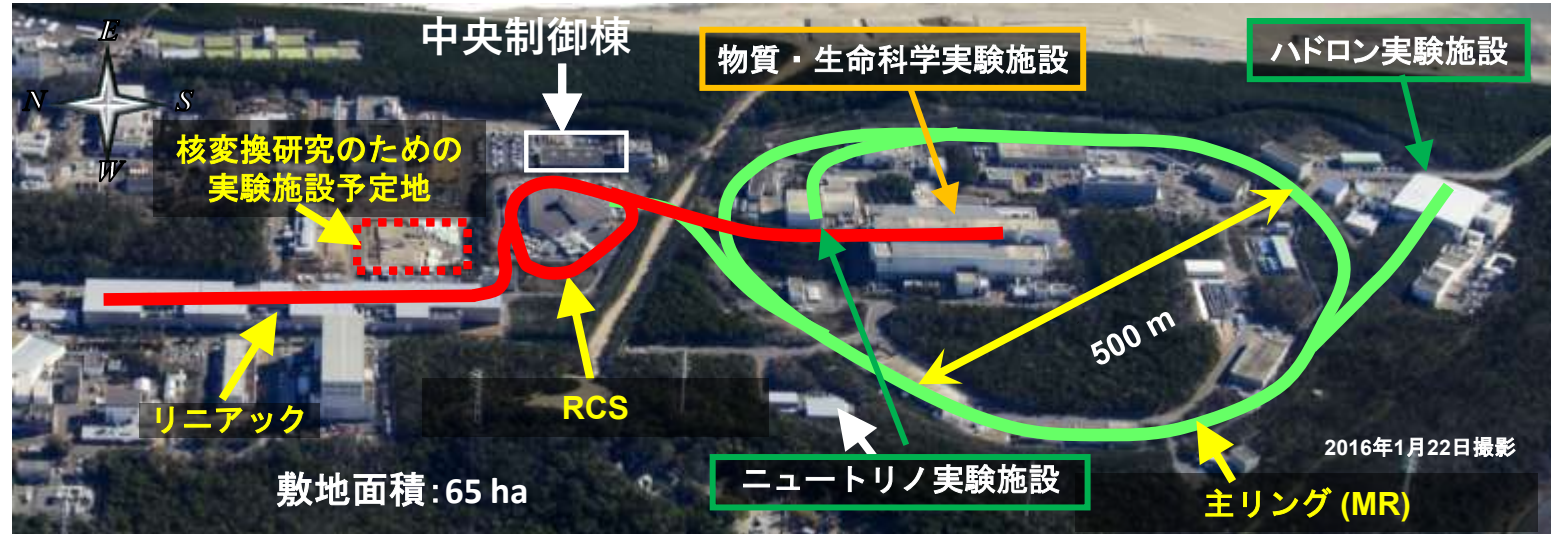 E
N
S
W
中央制御棟
物質・生命科学実験施設
ハドロン実験施設
核変換研究のための
実験施設予定地
500 m
リニアック
RCS
2016年1月22日撮影
敷地面積：65 ha
ニュートリノ実験施設
主リング (MR)